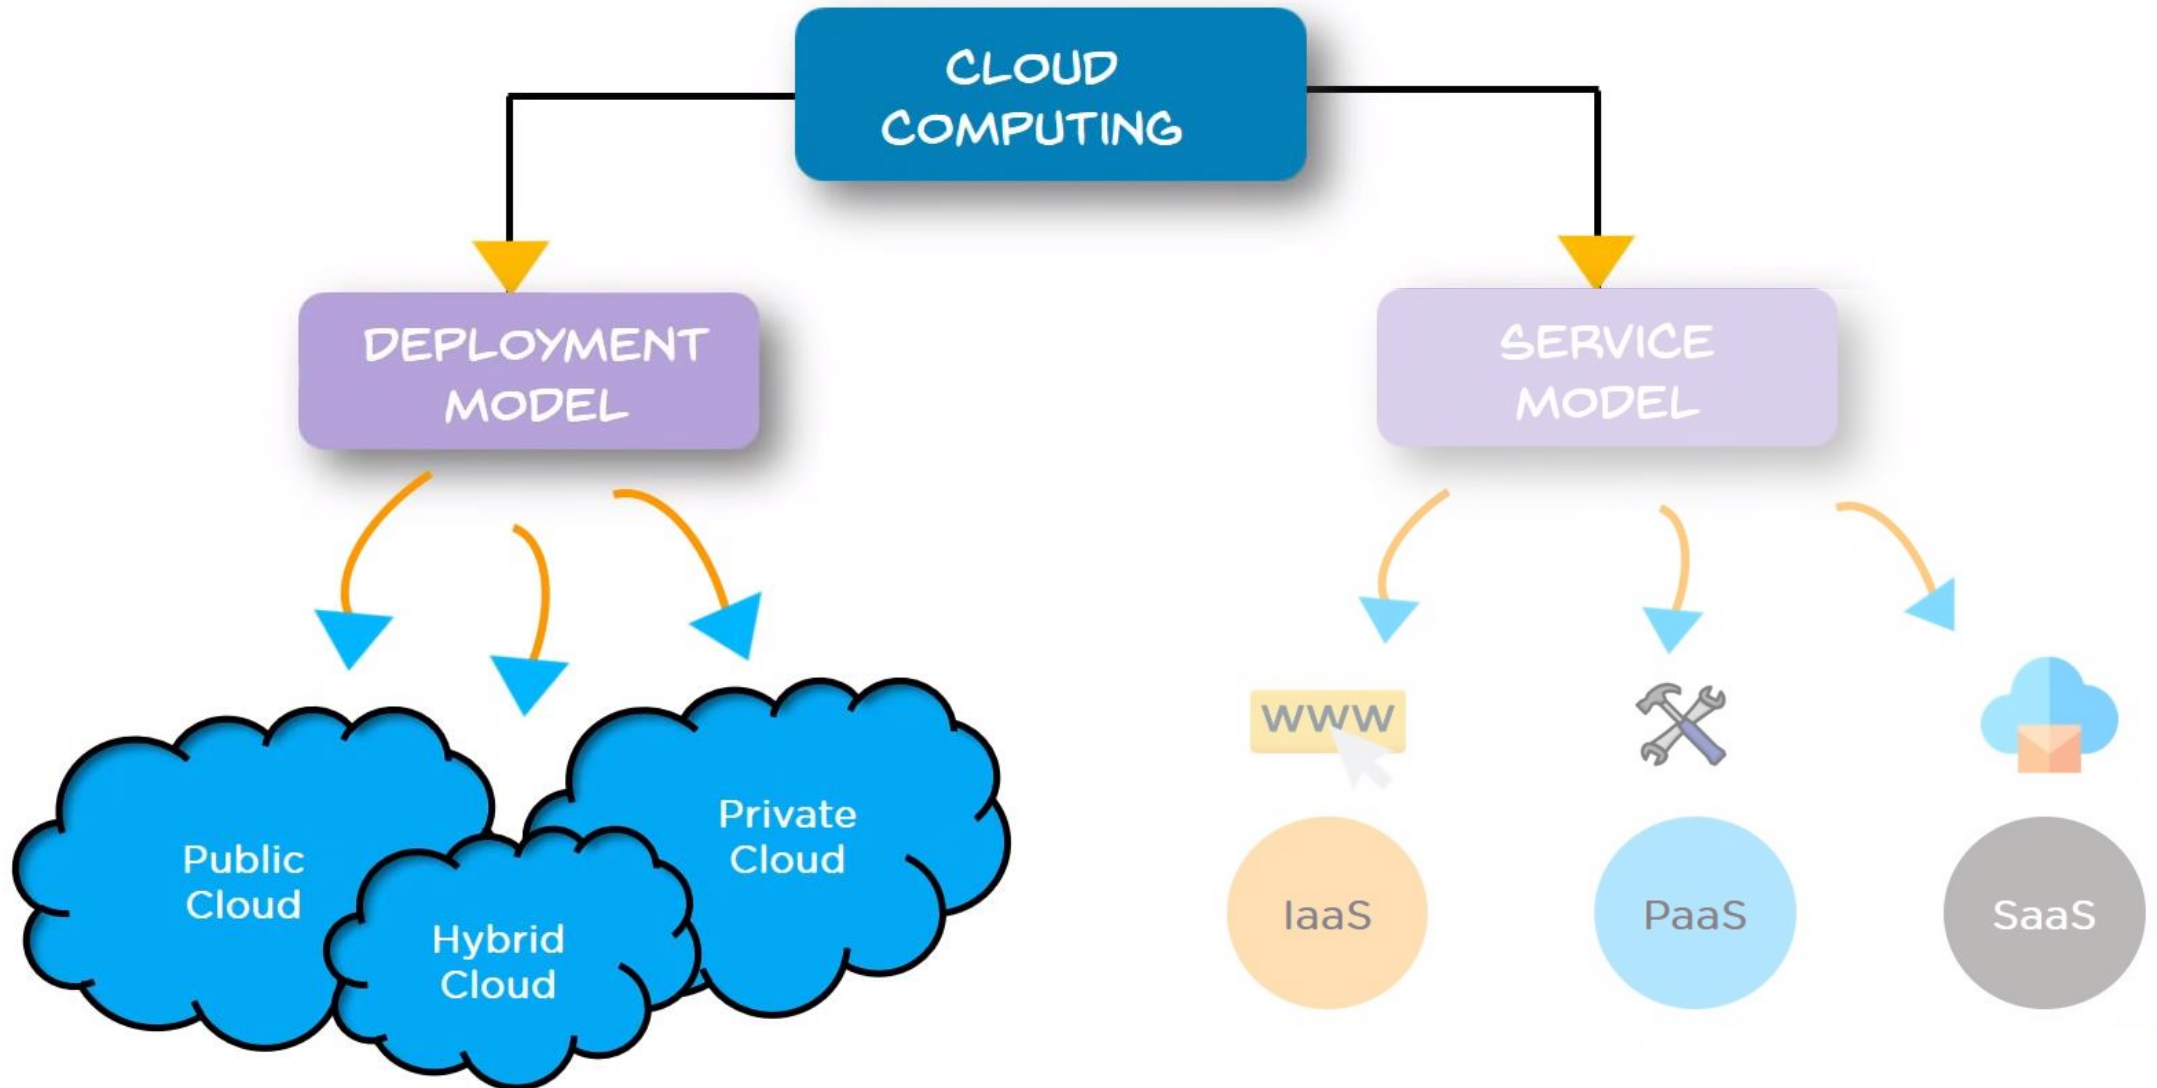 CLOUD
COMPUTING
DEPLOYMENT
MODEL
SERVICE
MODEL
Public
Cloud
Hybrid
Cloud
Private
Cloud
WWW
IaaS
PaaS
SaaS